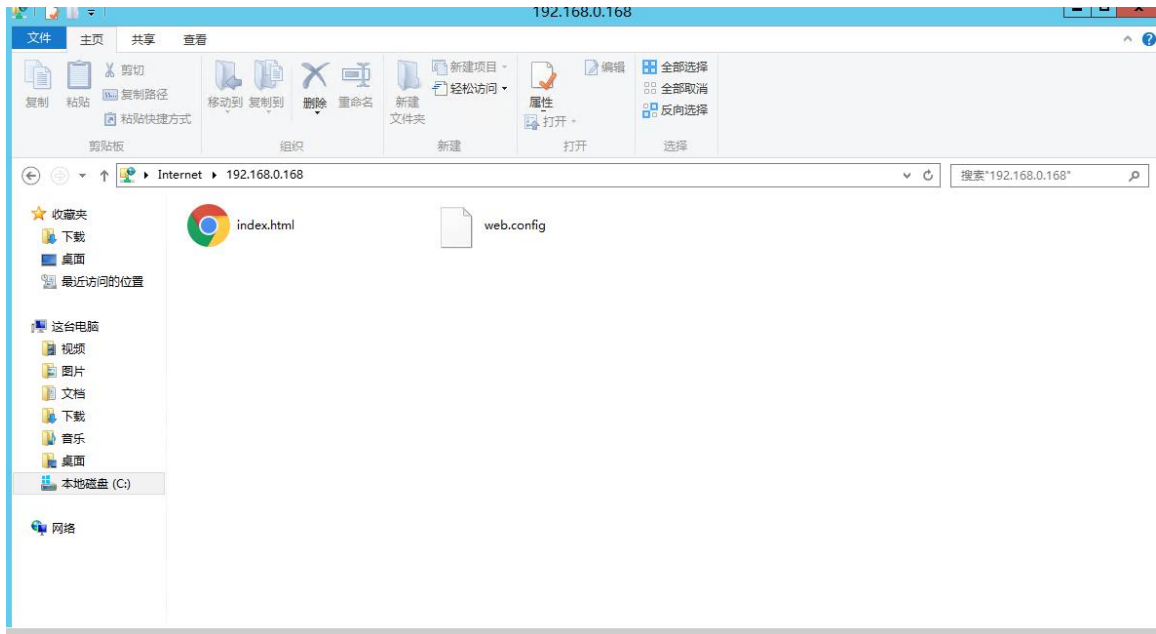 192.168.0.168
文件 主页 共享 查看
复制
粘贴
剪切
复制路径
粘贴快捷方式
剪贴板
移动到 复制到 删除 重命名
组织
新建
文件夹
新建项目
轻松访问
新建
属性
打开
编辑
打开
全部选择
全部取消
反向选择
选择
Internet 192.168.0.168
搜索"192.168.0.168"
收藏夹
下载
桌面
最近访问的位置
这台电脑
视频
图片
文档
下载
音乐
桌面
本地磁盘 (C:)
网络
index.html
web.config